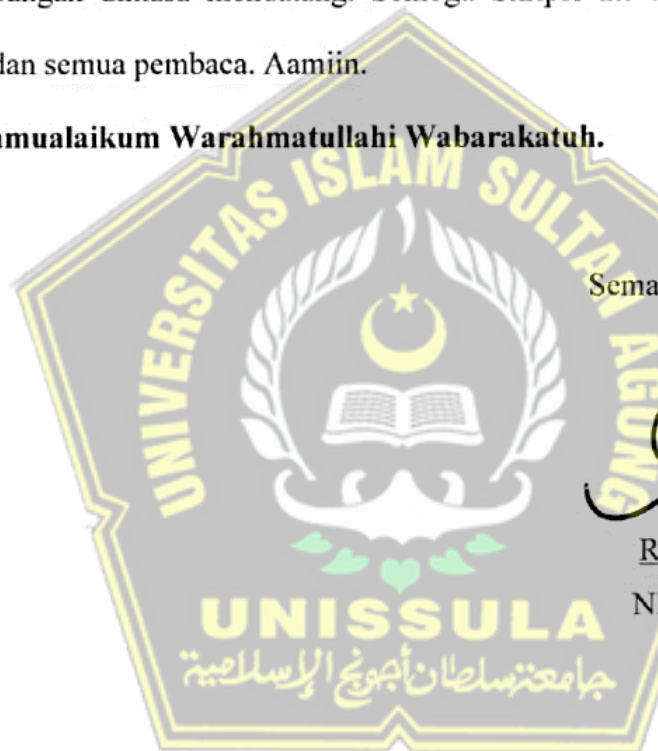 dan semua pembaca. Aamiin.
mualaikum Warahmatullahi Wabarakatuh.
UNIVERSITAS ISLAM SULTAN AGUNG
Sema
R
N
UNISSULA
جامعة سلطان أجونج الإسلامية